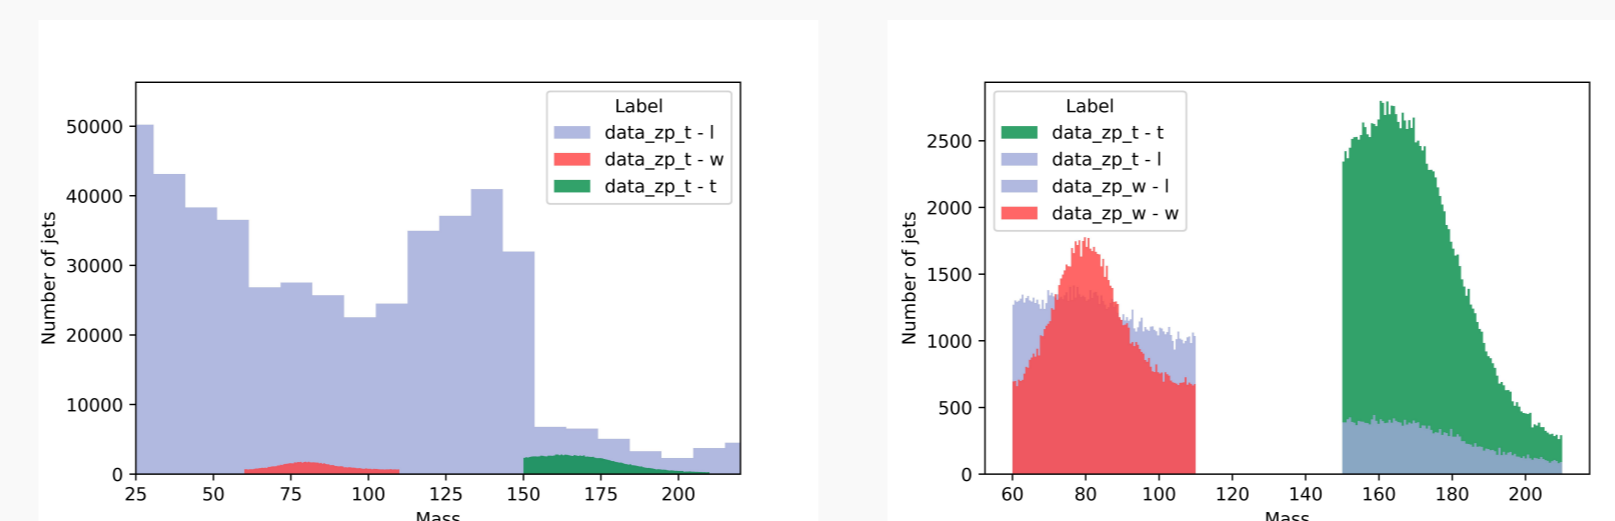 Label
data_zp_t - l
data_zp_t - w
data_zp_t - t
50000
40000
30000
20000
10000
0
Number of jets
25 50 75 100 125 150 175 200
Mass
Label
data_zp_t - t
data_zp_t - l
data_zp_w - l
data_zp_w - w
2500
2000
1500
1000
500
0
Number of jets
60 80 100 120 140 160 180 200
Mass